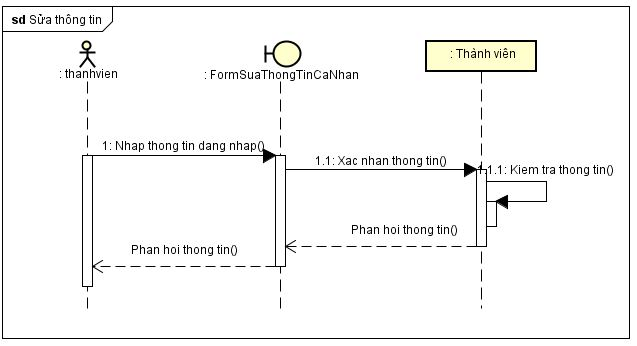 sd Sửa thông tin
: thanhvien
: FormSuaThongTinCaNhan
: Thành viên
1: Nhap thong tin dang nhap()
1.1: Xac nhan thong tin()
1.1.1: Kiem tra thong tin()
Phan hoi thong tin()
Phan hoi thong tin()